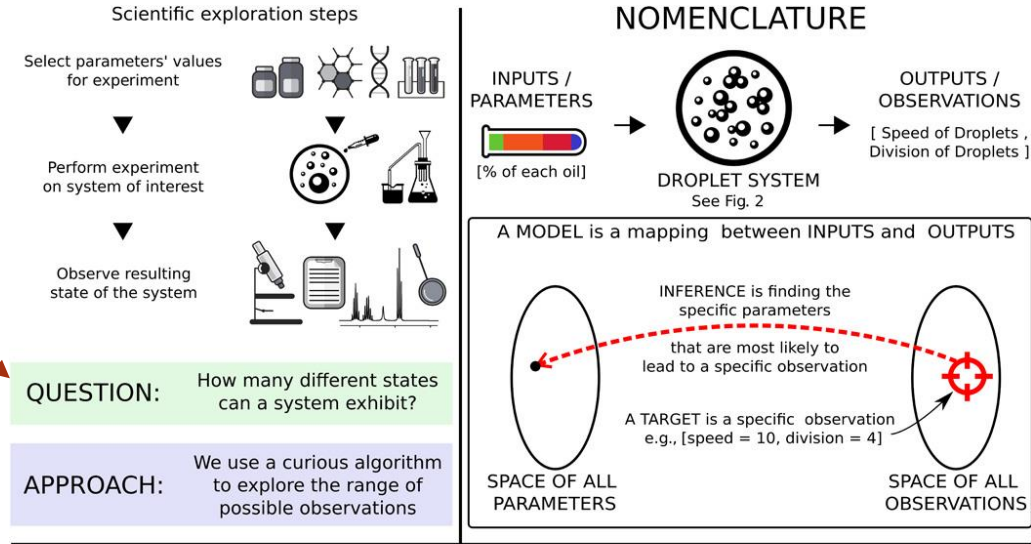 Scientific exploration steps
Select parameters' values
for experiment
Perform experiment
on system of interest
Observe resulting
state of the system
QUESTION:
How many different states
can a system exhibit?
APPROACH:
We use a curious algorithm
to explore the range of
possible observations
NOMENCLATURE
INPUTS /
PARAMETERS
[% of each oil]
DROPLET SYSTEM
See Fig. 2
OUTPUTS /
OBSERVATIONS
[ Speed of Droplets ,
Division of Droplets ]
A MODEL is a mapping between INPUTS and OUTPUTS
INFERENCE is finding the
specific parameters
that are most likely to
lead to a specific observation
A TARGET is a specific observation
e.g., [speed = 10, division = 4]
SPACE OF ALL
PARAMETERS
SPACE OF ALL
OBSERVATIONS